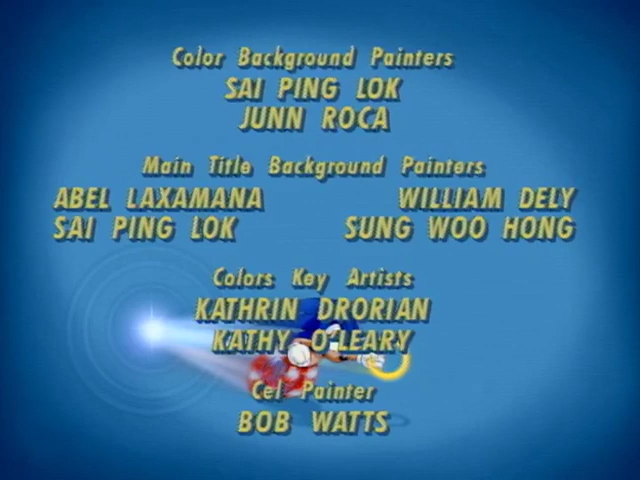 Color Background Painters
SAI PING LOK
JUNN ROCA
Main Title Background Painters
ABEL LAXAMANA WILLIAM DELY
SAI PING LOK SUNG WOO HONG
Colors Key Artists
KATHRIN DRORIAN
KATHY O'LEARY
Cel Painter
BOB WATTS